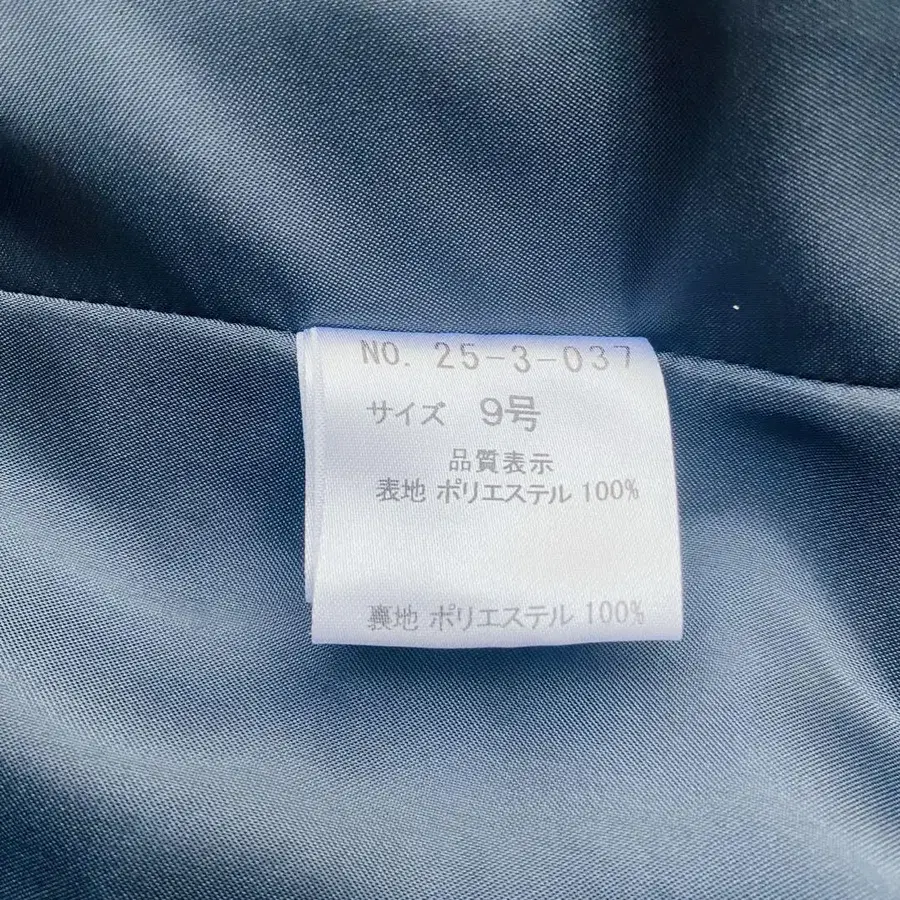 NO. 25-3-037
サイズ 9号
品質表示
表地 ポリエステル 100%
裏地 ポリエステル 100%